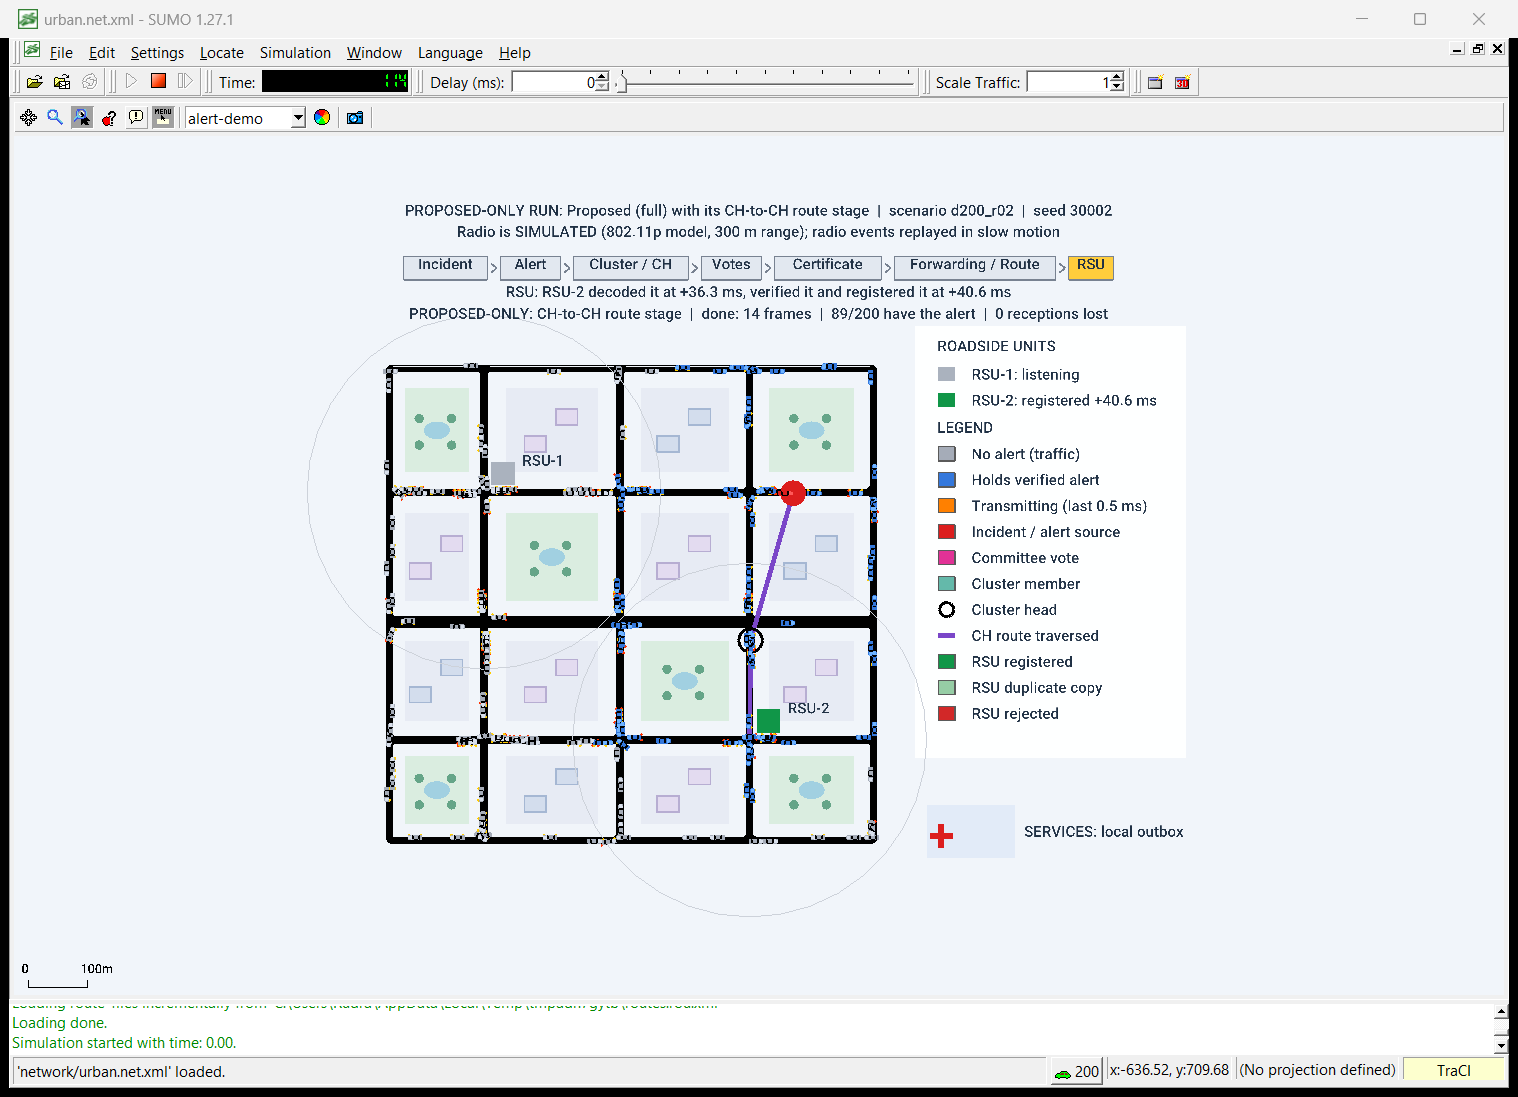 urban.net.xml - SUMO 1.27.1
File Edit Settings Locate Simulation Window Language Help
Time: 114 Delay (ms): 0 Scale Traffic: 1
MENU alert-demo
PROPOSED-ONLY RUN: Proposed (full) with its CH-to-CH route stage | scenario d200_r02 | seed 30002
Radio is SIMULATED (802.11p model, 300 m range); radio events replayed in slow motion
Incident > Alert > Cluster / CH > Votes > Certificate > Forwarding / Route > RSU
RSU: RSU-2 decoded it at +36.3 ms, verified it and registered it at +40.6 ms
PROPOSED-ONLY: CH-to-CH route stage | done: 14 frames | 89/200 have the alert | 0 receptions lost
ROADSIDE UNITS
RSU-1: listening
RSU-2: registered +40.6 ms
LEGEND
No alert (traffic)
Holds verified alert
Transmitting (last 0.5 ms)
Incident / alert source
Committee vote
Cluster member
Cluster head
CH route traversed
RSU registered
RSU duplicate copy
RSU rejected
RSU-1
RSU-2
SERVICES: local outbox
0 100m
Loading done.
Simulation started with time: 0.00.
'network/urban.net.xml' loaded.
200
x:-636.52, y:709.68
(No projection defined)
TraCI